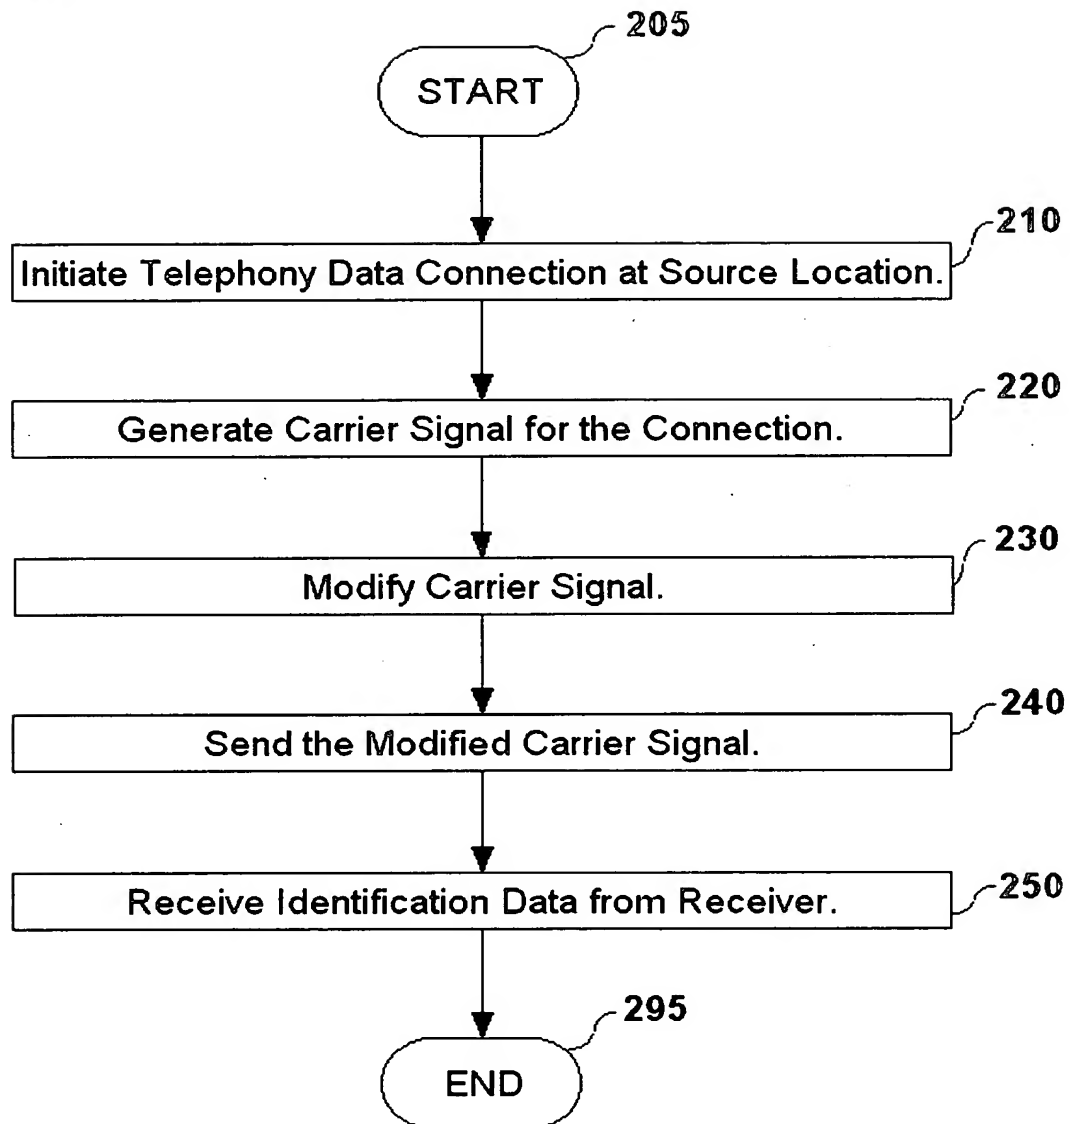 205
START
210
Initiate Telephony Data Connection at Source Location.
220
Generate Carrier Signal for the Connection.
230
Modify Carrier Signal.
240
Send the Modified Carrier Signal.
250
Receive Identification Data from Receiver.
295
END